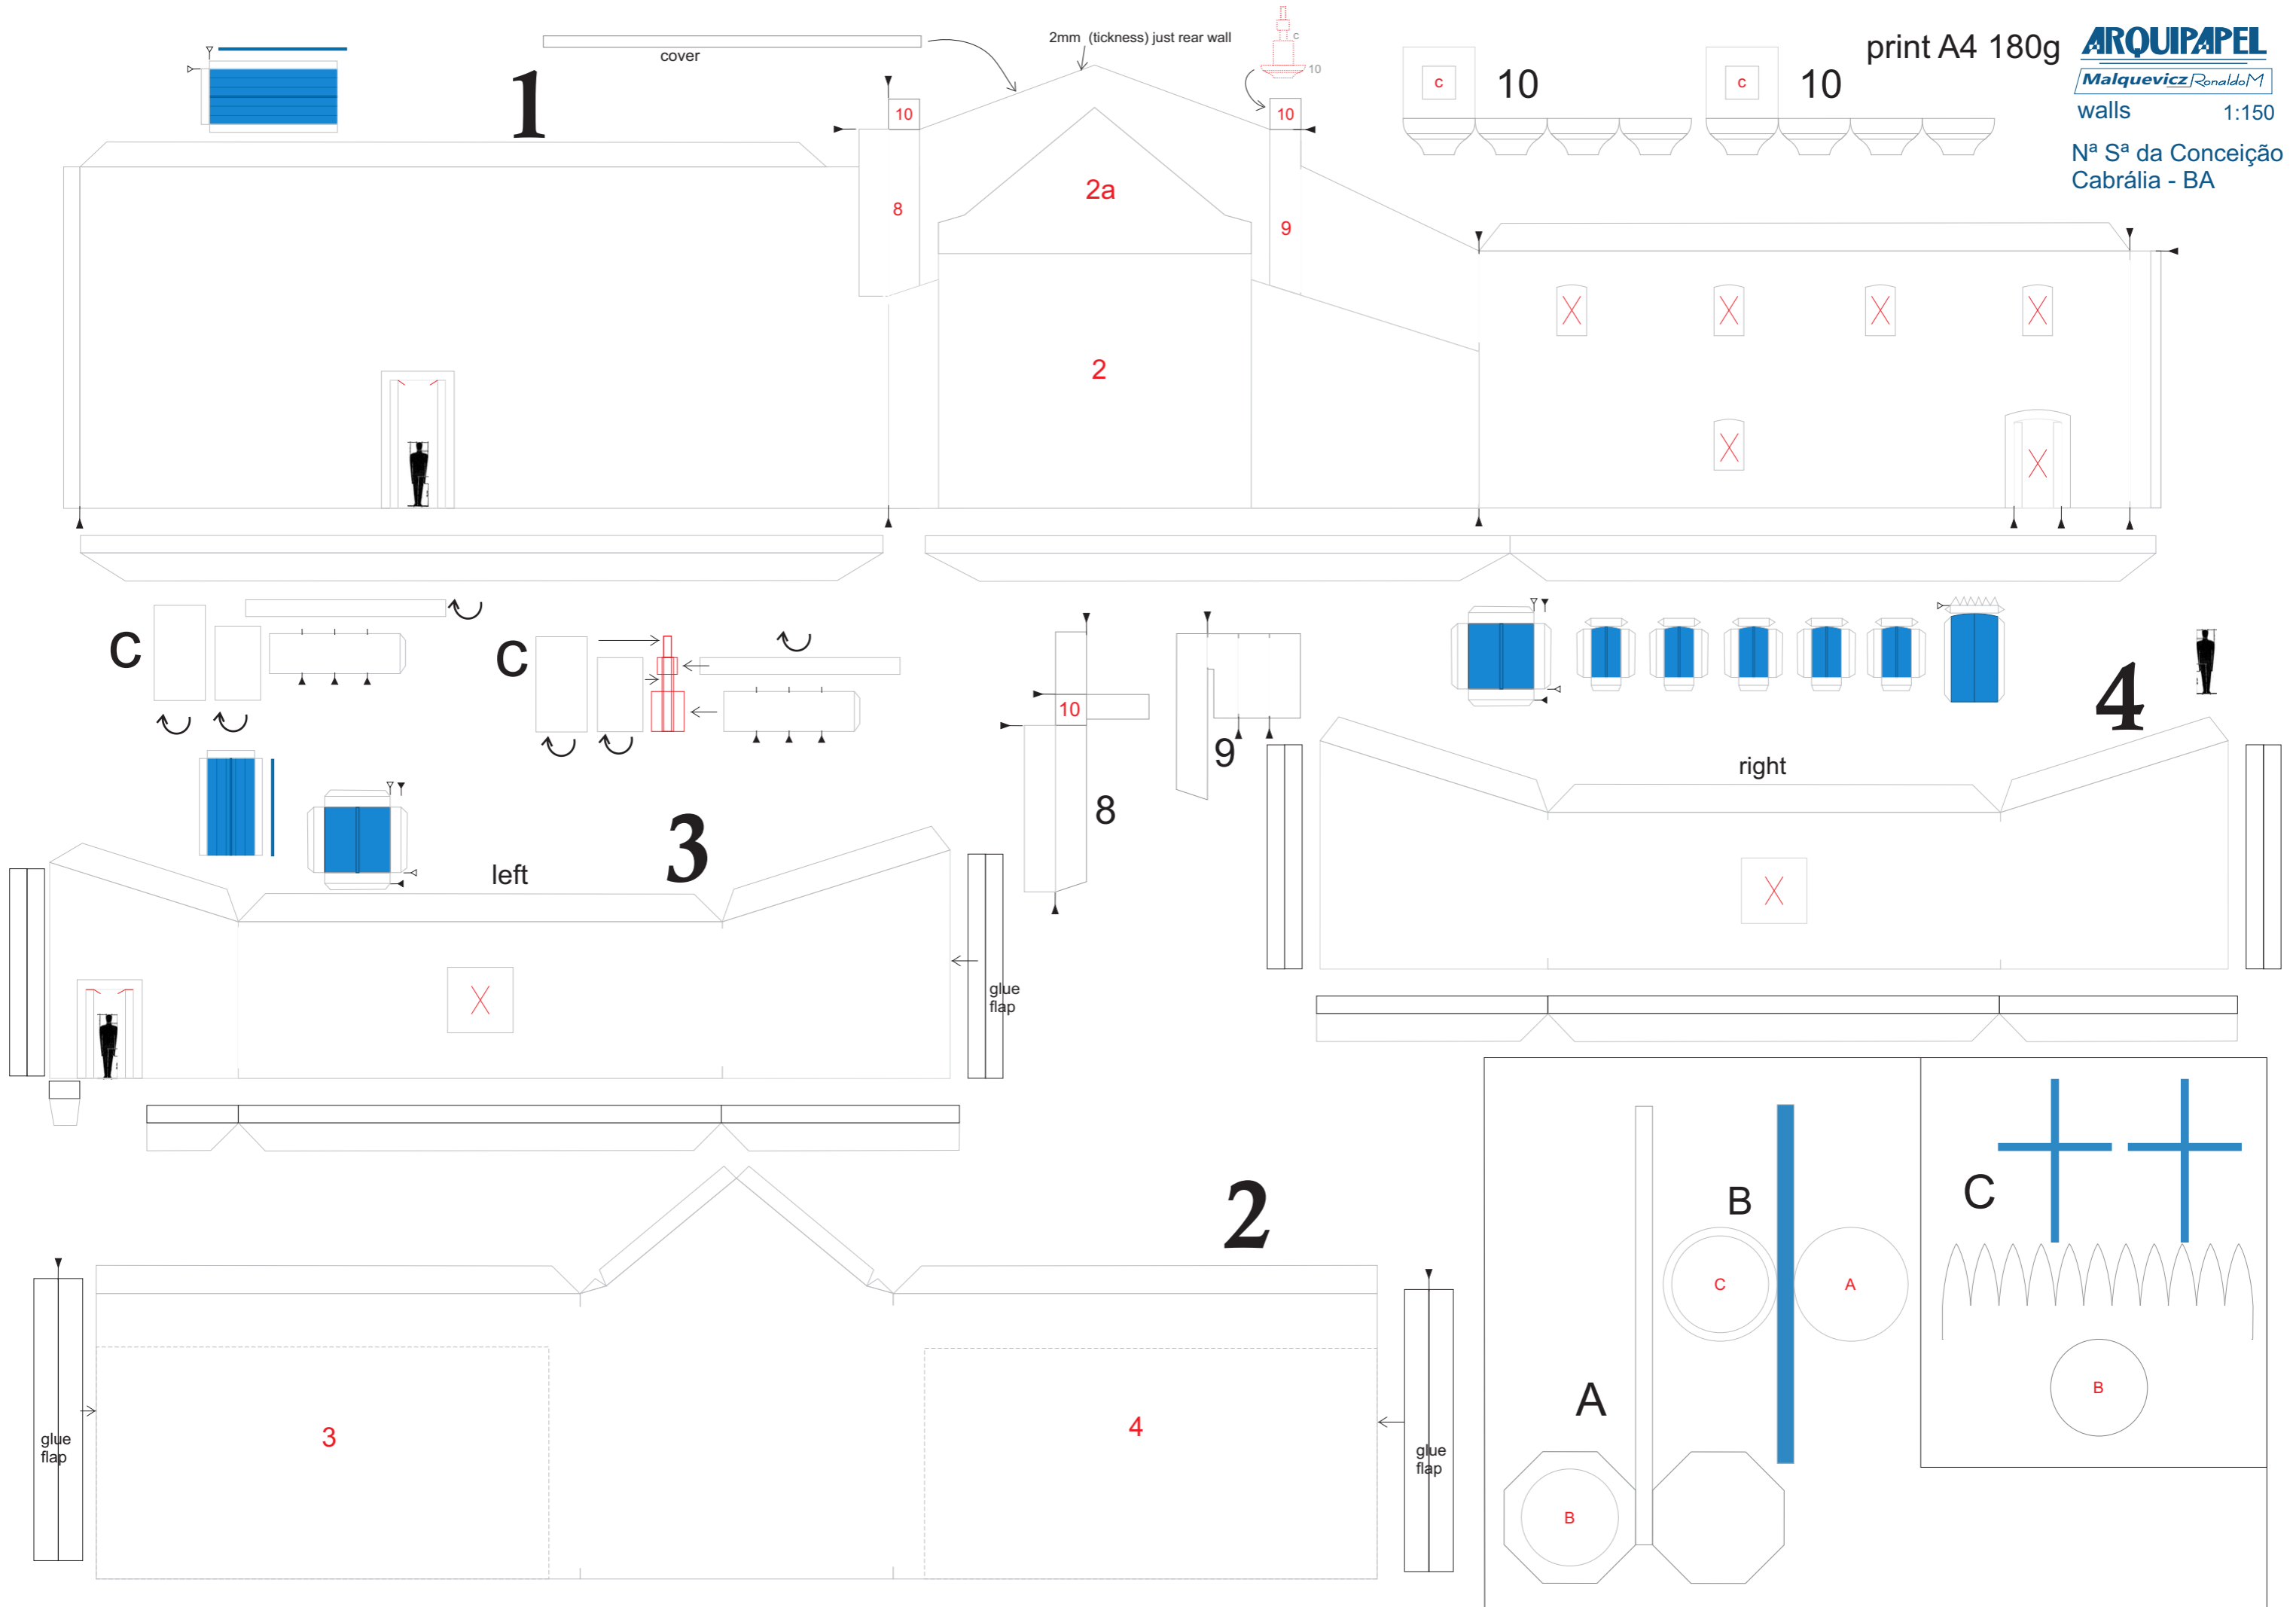 print A4 180g
ARQUIPAPEL
Malquevicz RonaldoM
walls 1:150
Nª Sª da Conceição
Cabrália - BA
cover
2mm (tickness) just rear wall
c
10
1
10
10
c
10
c
10
8
2a
9
2
c
c
10
9
8
4
right
3
left
glue
flap
2
3
4
glue
flap
glue
flap
B
C
C
A
A
B
B